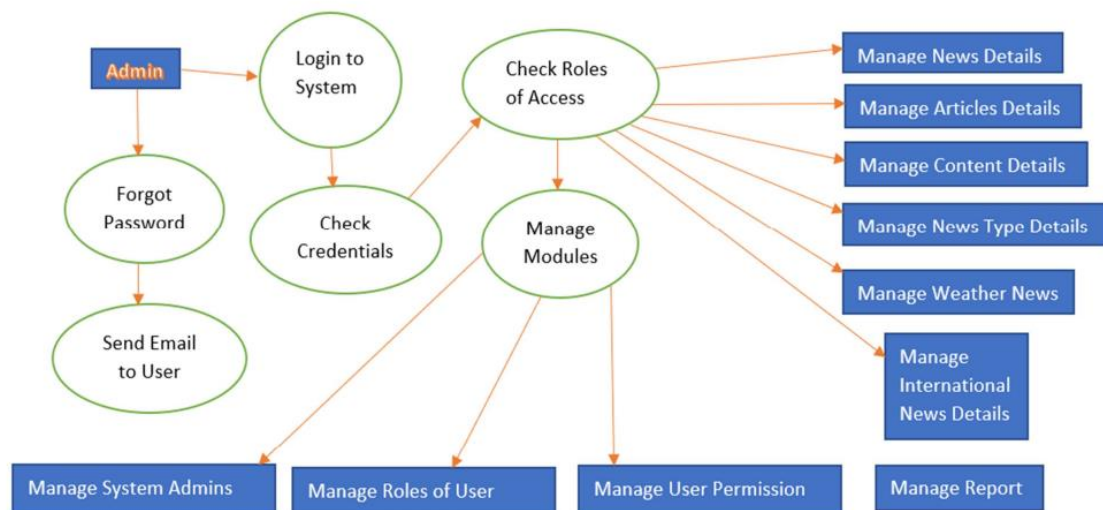 Admin
Login to
System
Check Roles
of Access
Manage News Details
Manage Articles Details
Manage Content Details
Forgot
Password
Check
Credentials
Manage
Modules
Manage News Type Details
Manage Weather News
Send Email
to User
Manage
International
News Details
Manage System Admins
Manage Roles of User
Manage User Permission
Manage Report